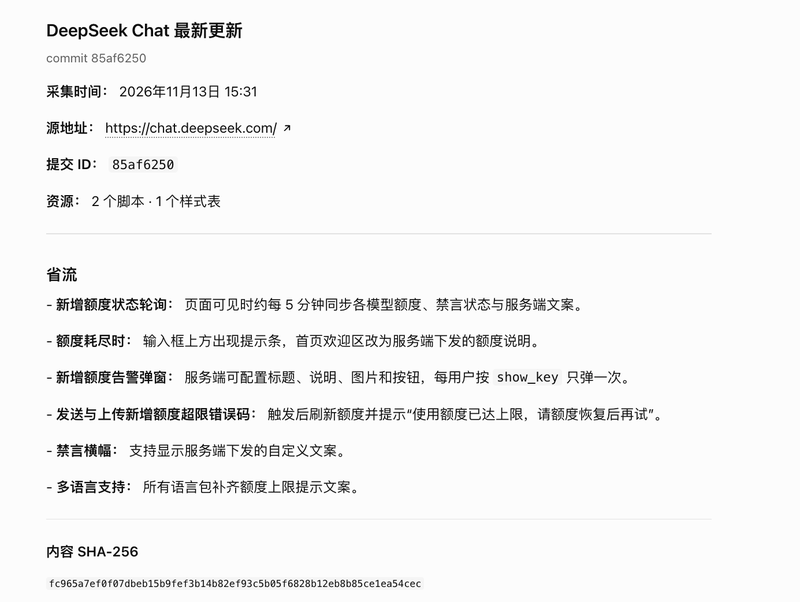 DeepSeek Chat 最新更新
commit 85af6250
采集时间： 2026年11月13日 15:31
源地址： https://chat.deepseek.com/ ↗
提交 ID： 85af6250
资源： 2 个脚本 · 1 个样式表
省流
- 新增额度状态轮询： 页面可见时约每 5 分钟同步各模型额度、禁言状态与服务端文案。
- 额度耗尽时： 输入框上方出现提示条，首页欢迎区改为服务端下发的额度说明。
- 新增额度告警弹窗： 服务端可配置标题、说明、图片和按钮，每用户按 show_key 只弹一次。
- 发送与上传新增额度超限错误码： 触发后刷新额度并提示“使用额度已达上限，请额度恢复后再试”。
- 禁言横幅： 支持显示服务端下发的自定义文案。
- 多语言支持： 所有语言包补齐额度上限提示文案。
内容 SHA-256
fc965a7ef0f07dbeb15b9fef3b14b82ef93c5b05f6828b12eb8b85ce1ea54cec